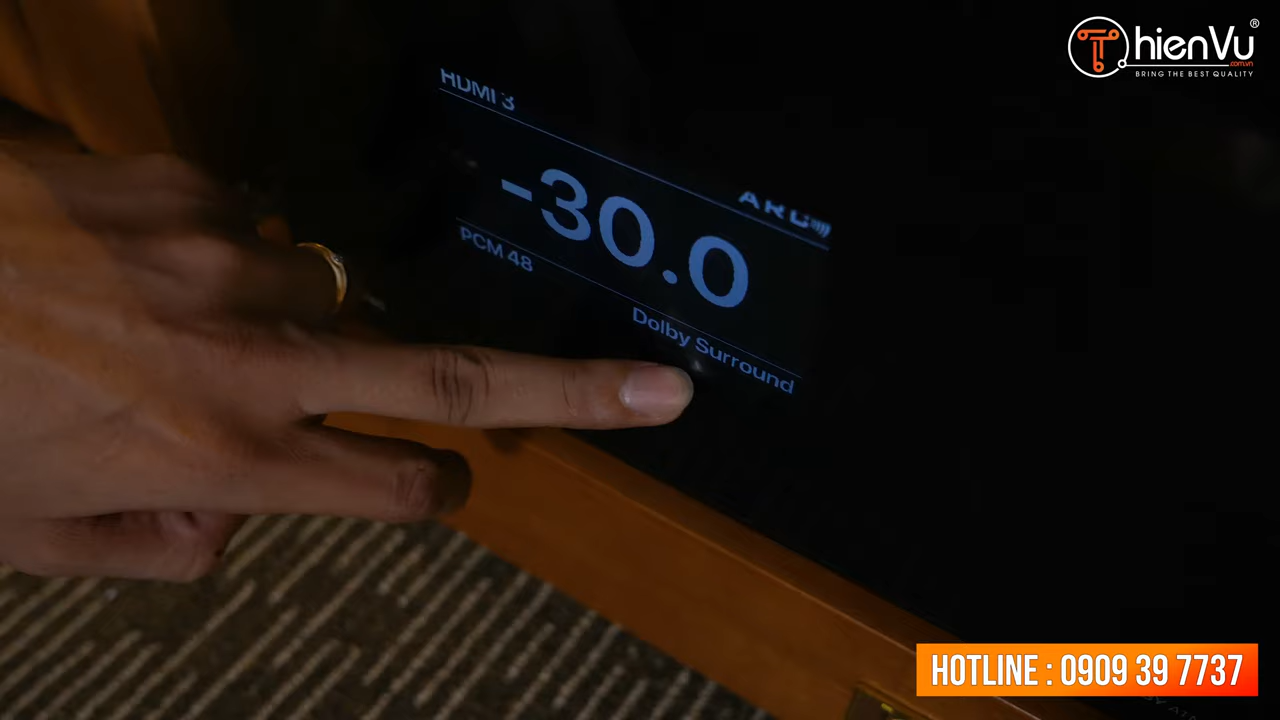 ThienVu®
.com.vn
BRING THE BEST QUALITY
HDMI 3
ARC
-30.0
PCM 48
Dolby Surround
HOTLINE : 0909 39 7737